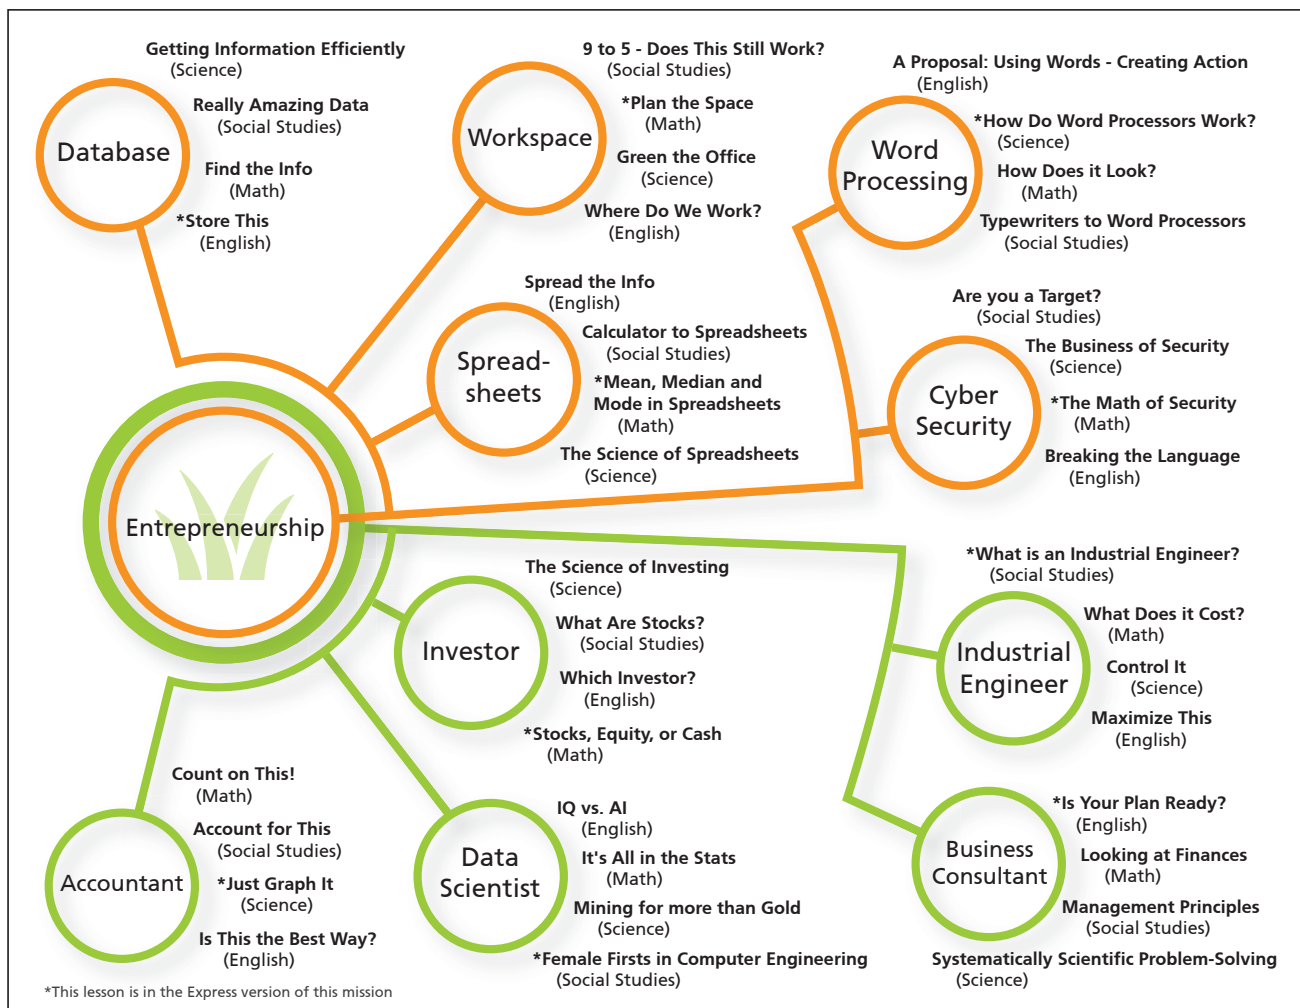 Getting Information Efficiently
(Science)
Really Amazing Data
(Social Studies)
Find the Info
(Math)
*Store This
(English)
Database
9 to 5 - Does This Still Work?
(Social Studies)
*Plan the Space
(Math)
Green the Office
(Science)
Where Do We Work?
(English)
Workspace
A Proposal: Using Words - Creating Action
(English)
*How Do Word Processors Work?
(Science)
How Does it Look?
(Math)
Typewriters to Word Processors
(Social Studies)
Word
Processing
Spread the Info
(English)
Calculator to Spreadsheets
(Social Studies)
*Mean, Median and
Mode in Spreadsheets
(Math)
The Science of Spreadsheets
(Science)
Spread-
sheets
Are you a Target?
(Social Studies)
The Business of Security
(Science)
*The Math of Security
(Math)
Breaking the Language
(English)
Cyber
Security
Entrepreneurship
The Science of Investing
(Science)
What Are Stocks?
(Social Studies)
Which Investor?
(English)
*Stocks, Equity, or Cash
(Math)
Investor
*What is an Industrial Engineer?
(Social Studies)
What Does it Cost?
(Math)
Control It
(Science)
Maximize This
(English)
Industrial
Engineer
Count on This!
(Math)
Account for This
(Social Studies)
*Just Graph It
(Science)
Is This the Best Way?
(English)
Accountant
IQ vs. AI
(English)
It's All in the Stats
(Math)
Mining for more than Gold
(Science)
*Female Firsts in Computer Engineering
(Social Studies)
Data
Scientist
*Is Your Plan Ready?
(English)
Looking at Finances
(Math)
Management Principles
(Social Studies)
Systematically Scientific Problem-Solving
(Science)
Business
Consultant
*This lesson is in the Express version of this mission